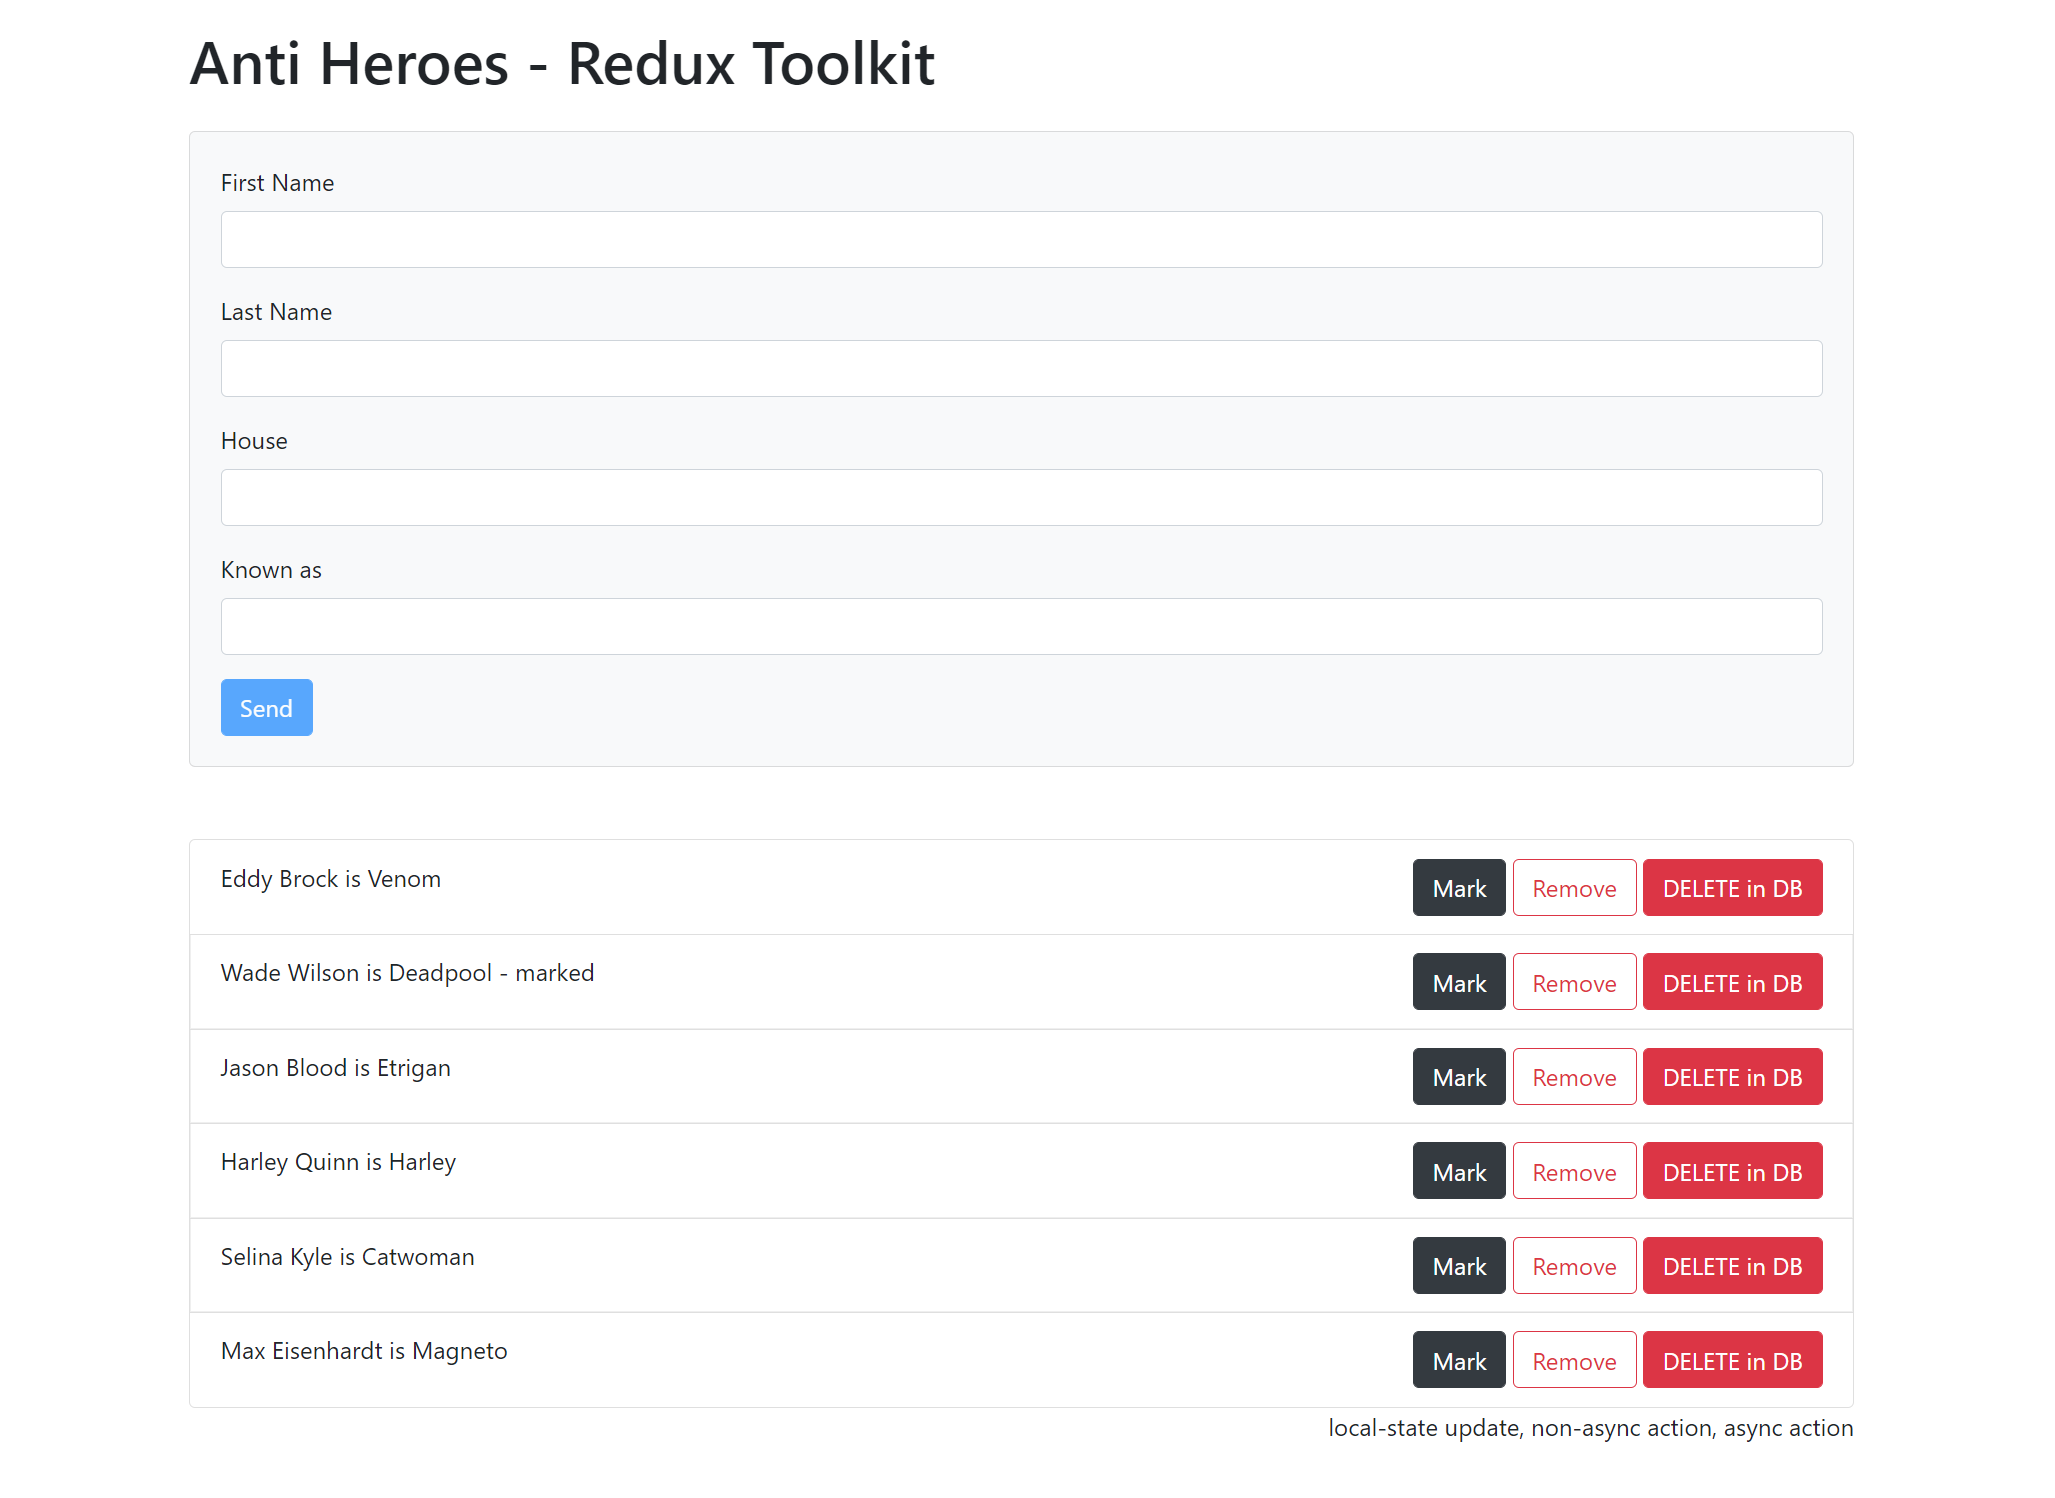 Anti Heroes - Redux Toolkit
First Name
Last Name
House
Known as
Send
Eddy Brock is Venom Mark Remove DELETE in DB
Wade Wilson is Deadpool - marked Mark Remove DELETE in DB
Jason Blood is Etrigan Mark Remove DELETE in DB
Harley Quinn is Harley Mark Remove DELETE in DB
Selina Kyle is Catwoman Mark Remove DELETE in DB
Max Eisenhardt is Magneto Mark Remove DELETE in DB
local-state update, non-async action, async action